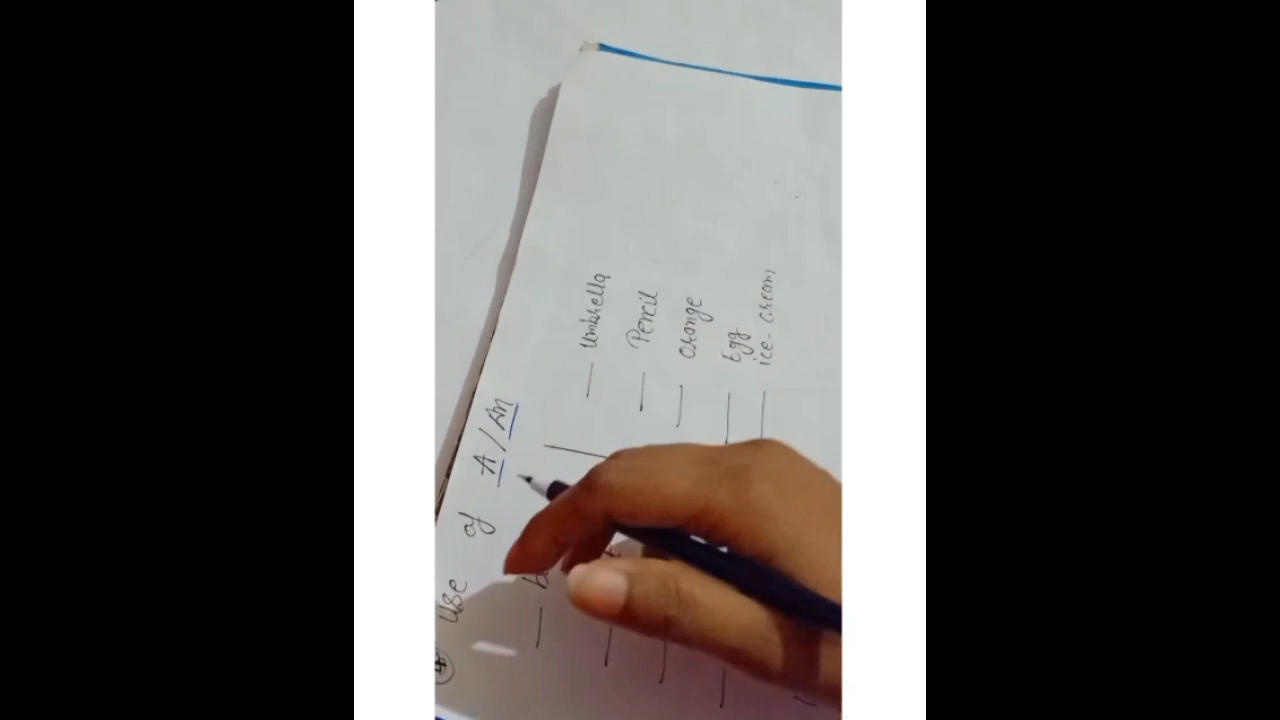 Use of A/An
— Umbrella
— Pencil
— Orange
— Egg
— ice-cream